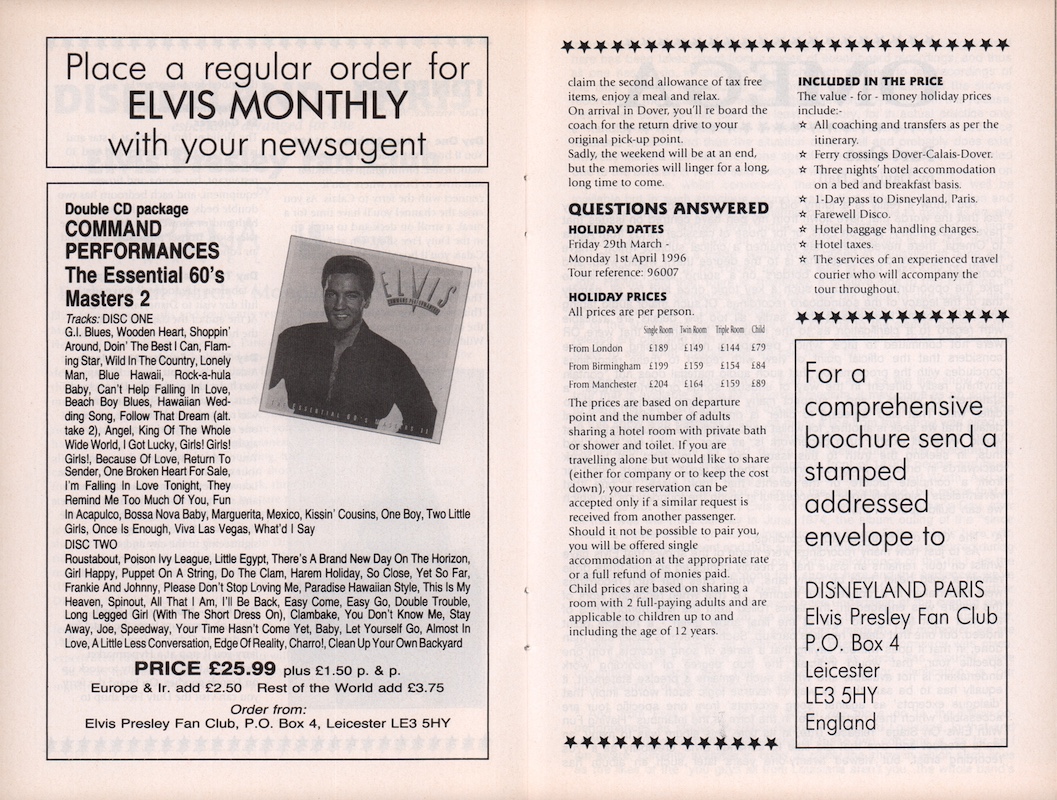 Place a regular order for
ELVIS MONTHLY
with your newsagent
Double CD package
COMMAND
PERFORMANCES
The Essential 60's
Masters 2
Tracks: DISC ONE
G.I. Blues, Wooden Heart, Shoppin'
Around, Doin' The Best I Can, Flam-
ing Star, Wild In The Country, Lonely
Man, Blue Hawaii, Rock-a-hula
Baby, Can't Help Falling In Love,
Beach Boy Blues, Hawaiian Wed-
ding Song, Follow That Dream (alt.
take 2), Angel, King Of The Whole
Wide World, I Got Lucky, Girls! Girls!
Girls!, Because Of Love, Return To
Sender, One Broken Heart For Sale,
I'm Falling In Love Tonight, They
Remind Me Too Much Of You, Fun
In Acapulco, Bossa Nova Baby, Marguerita, Mexico, Kissin' Cousins, One Boy, Two Little
Girls, Once Is Enough, Viva Las Vegas, What'd I Say
DISC TWO
Roustabout, Poison Ivy League, Little Egypt, There's A Brand New Day On The Horizon,
Girl Happy, Puppet On A String, Do The Clam, Harem Holiday, So Close, Yet So Far,
Frankie And Johnny, Please Don't Stop Loving Me, Paradise Hawaiian Style, This Is My
Heaven, Spinout, All That I Am, I'll Be Back, Easy Come, Easy Go, Double Trouble,
Long Legged Girl (With The Short Dress On), Clambake, You Don't Know Me, Stay
Away, Joe, Speedway, Your Time Hasn't Come Yet, Baby, Let Yourself Go, Almost In
Love, A Little Less Conversation, Edge Of Reality, Charro!, Clean Up Your Own Backyard
PRICE £25.99 plus £1.50 p. & p.
Europe & Ir. add £2.50 Rest of the World add £3.75
Order from:
Elvis Presley Fan Club, P.O. Box 4, Leicester LE3 5HY
ELVIS
COMMAND PERFORMANCES
THE ESSENTIAL 60'S MASTERS II
claim the second allowance of tax free
items, enjoy a meal and relax.
On arrival in Dover, you'll re board the
coach for the return drive to your
original pick-up point.
Sadly, the weekend will be at an end,
but the memories will linger for a long,
long time to come.
QUESTIONS ANSWERED
HOLIDAY DATES
Friday 29th March -
Monday 1st April 1996
Tour reference: 96007
HOLIDAY PRICES
All prices are per person.
Single Room Twin Room Triple Room Child
From London £189 £149 £144 £79
From Birmingham £199 £159 £154 £84
From Manchester £204 £164 £159 £89
The prices are based on departure
point and the number of adults
sharing a hotel room with private bath
or shower and toilet. If you are
travelling alone but would like to share
(either for company or to keep the cost
down), your reservation can be
accepted only if a similar request is
received from another passenger.
Should it not be possible to pair you,
you will be offered single
accommodation at the appropriate rate
or a full refund of monies paid.
Child prices are based on sharing a
room with 2 full-paying adults and are
applicable to children up to and
including the age of 12 years.
INCLUDED IN THE PRICE
The value - for - money holiday prices
include:-
☆ All coaching and transfers as per the
itinerary.
☆ Ferry crossings Dover-Calais-Dover.
☆ Three nights' hotel accommodation
on a bed and breakfast basis.
☆ 1-Day pass to Disneyland, Paris.
☆ Farewell Disco.
☆ Hotel baggage handling charges.
☆ Hotel taxes.
☆ The services of an experienced travel
courier who will accompany the
tour throughout.
For a
comprehensive
brochure send a
stamped
addressed
envelope to
DISNEYLAND PARIS
Elvis Presley Fan Club
P.O. Box 4
Leicester
LE3 5HY
England